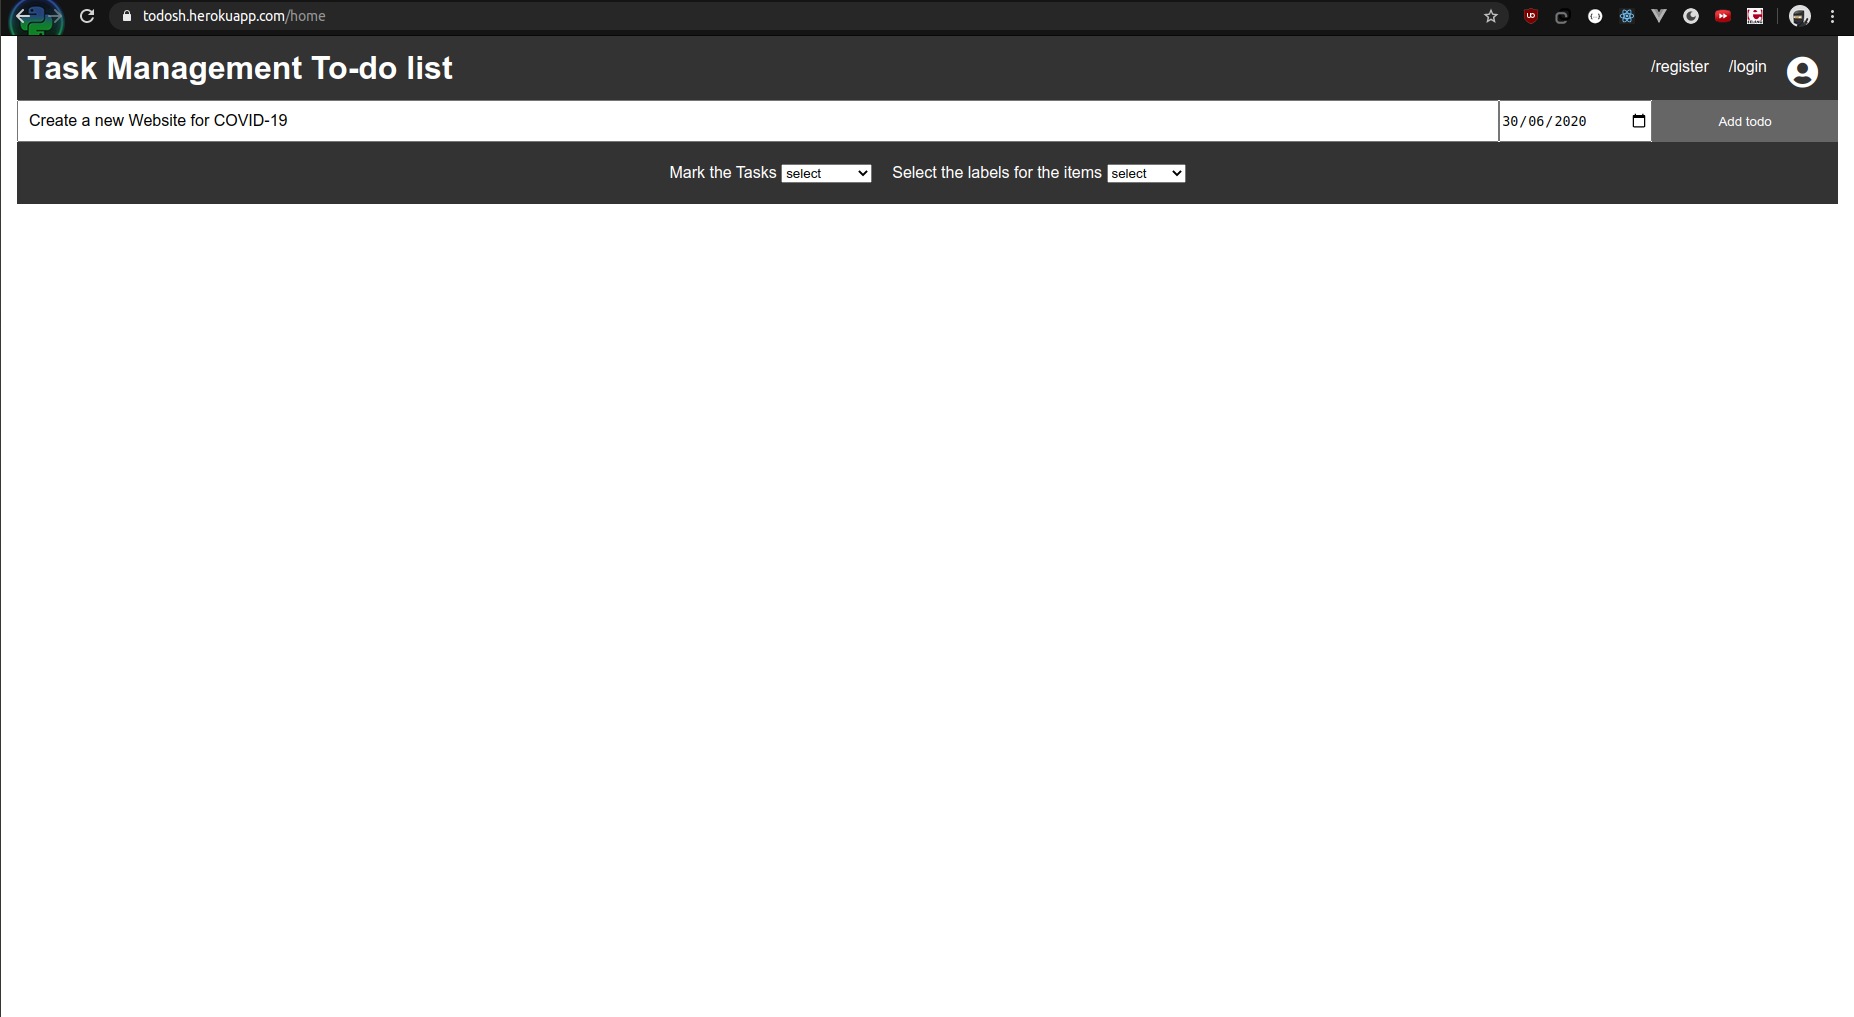 todosh.herokuapp.com/home
Task Management To-do list
/register /login
Create a new Website for COVID-19 30/06/2020 Add todo
Mark the Tasks select Select the labels for the items select